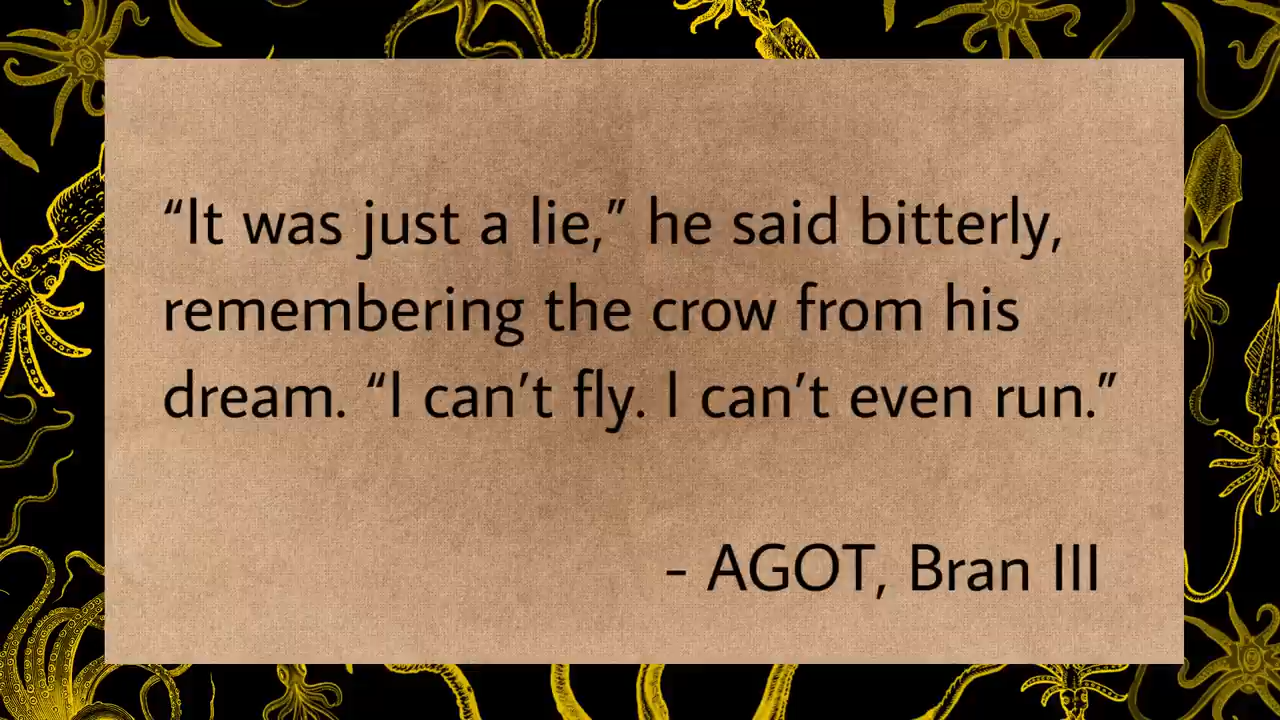 “It was just a lie,” he said bitterly,
remembering the crow from his
dream. “I can’t fly. I can’t even run.”
- AGOT, Bran III